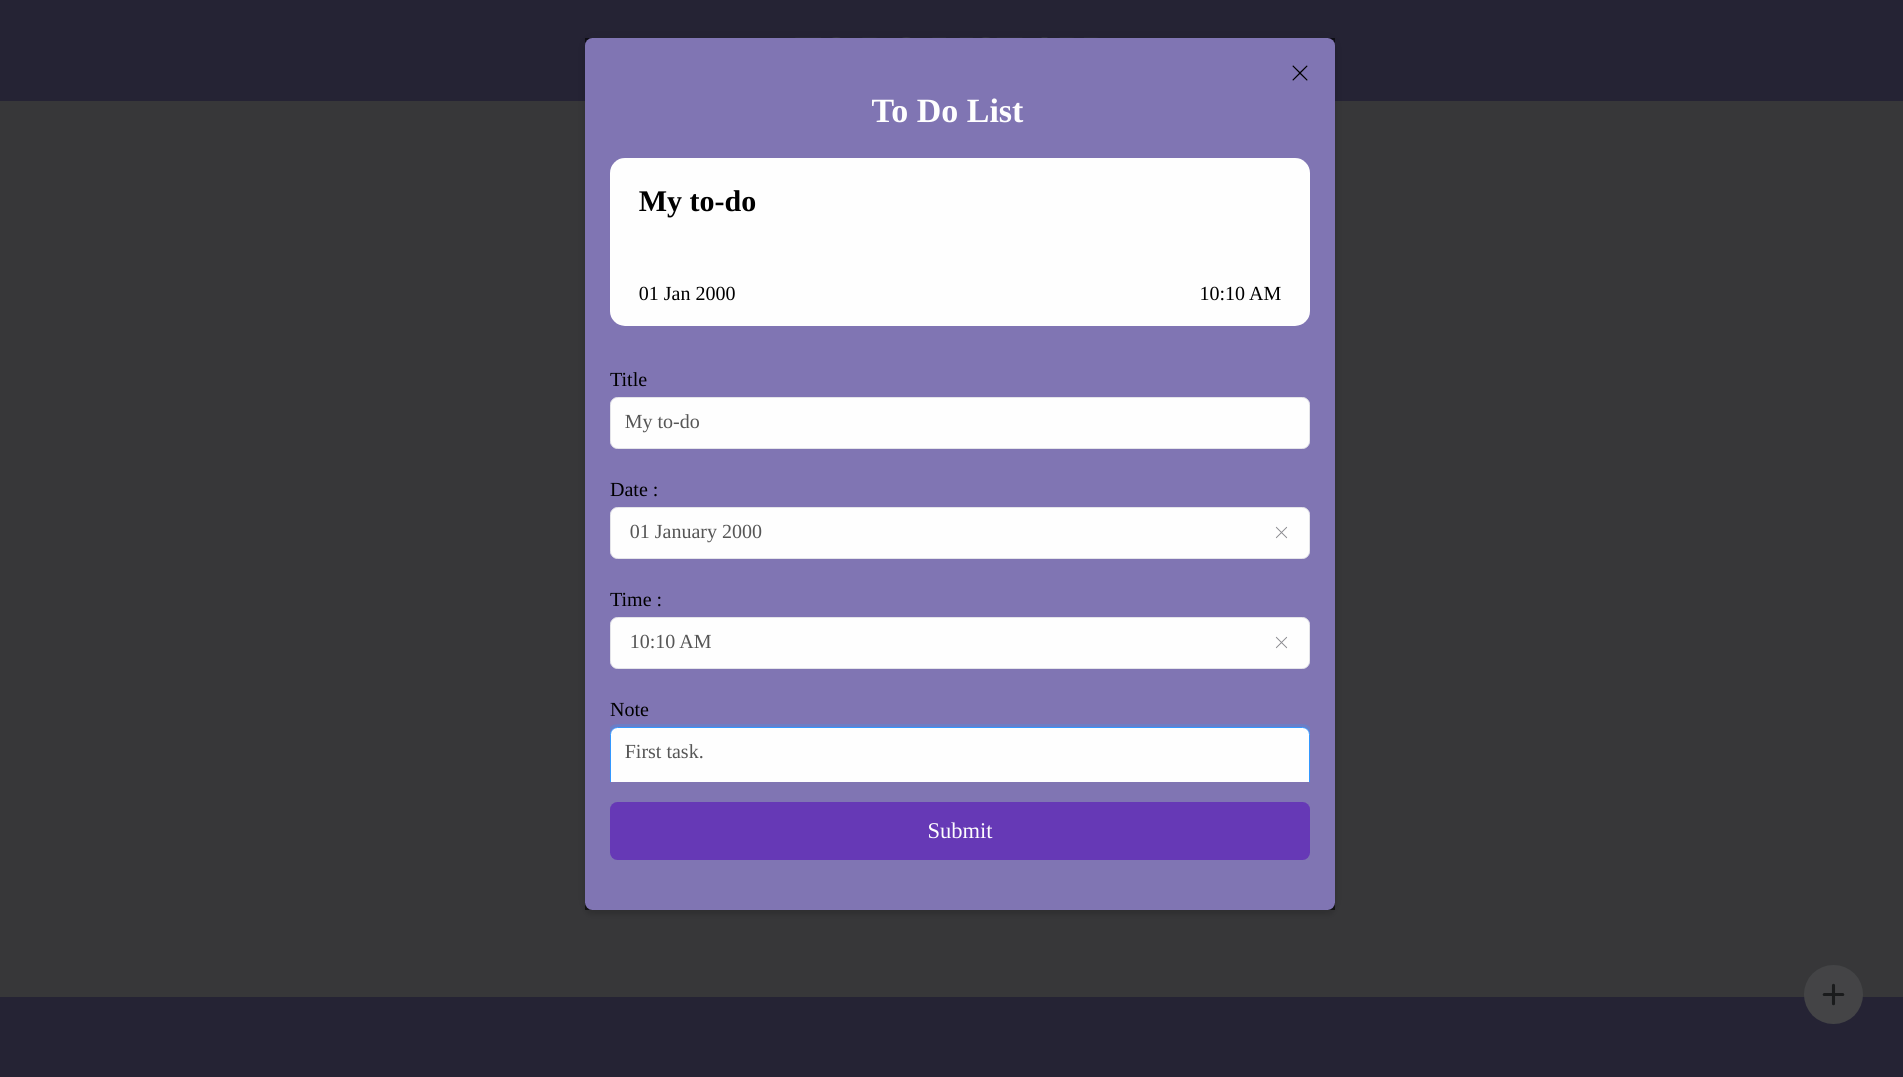 To Do List
My to-do
01 Jan 2000 10:10 AM
Title
My to-do
Date :
01 January 2000
Time :
10:10 AM
Note
First task.
Submit